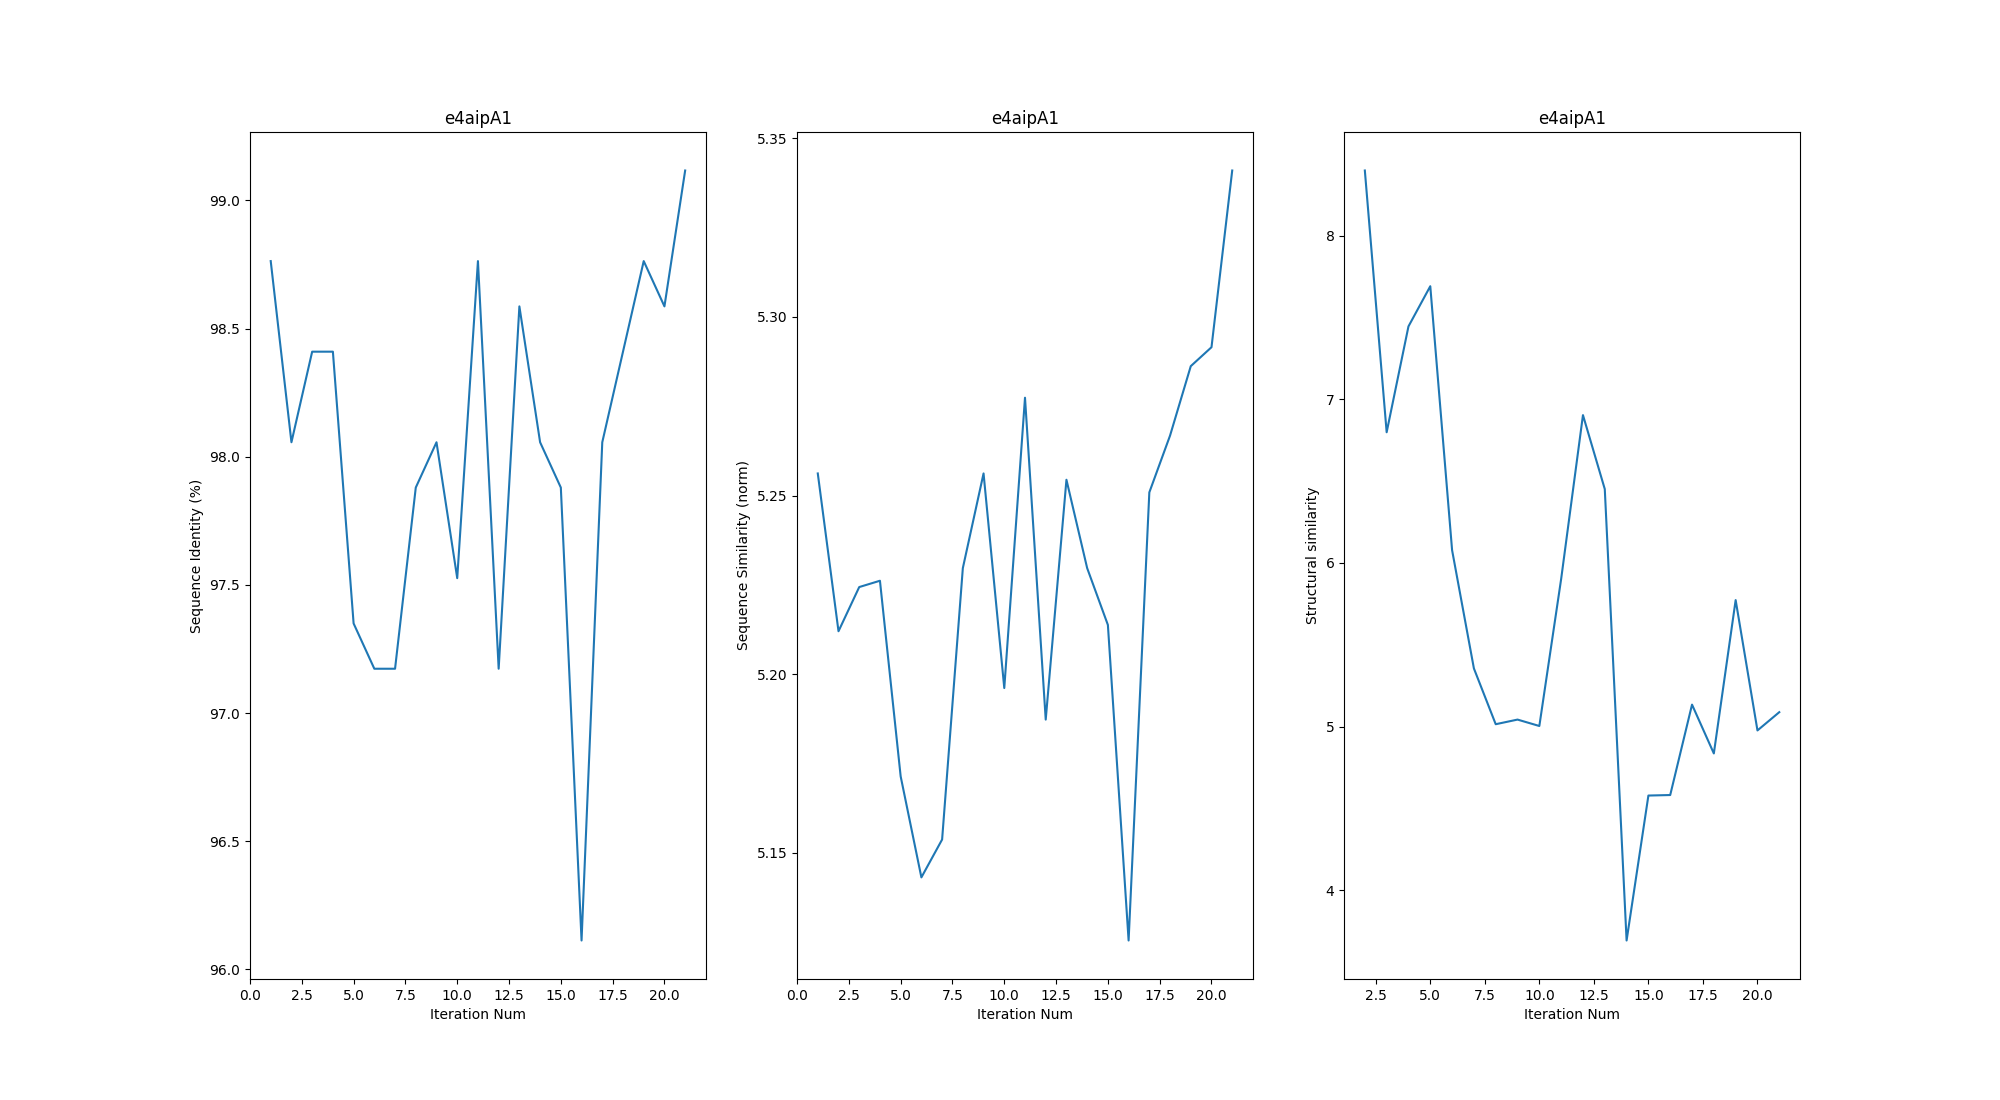 e4aipA1
99.0
98.5
98.0
97.5
97.0
96.5
96.0
Sequence Identity (%)
0.0 2.5 5.0 7.5 10.0 12.5 15.0 17.5 20.0
Iteration Num
e4aipA1
5.35
5.30
5.25
5.20
5.15
Sequence Similarity (norm)
0.0 2.5 5.0 7.5 10.0 12.5 15.0 17.5 20.0
Iteration Num
e4aipA1
8
7
6
5
4
Structural similarity
2.5 5.0 7.5 10.0 12.5 15.0 17.5 20.0
Iteration Num